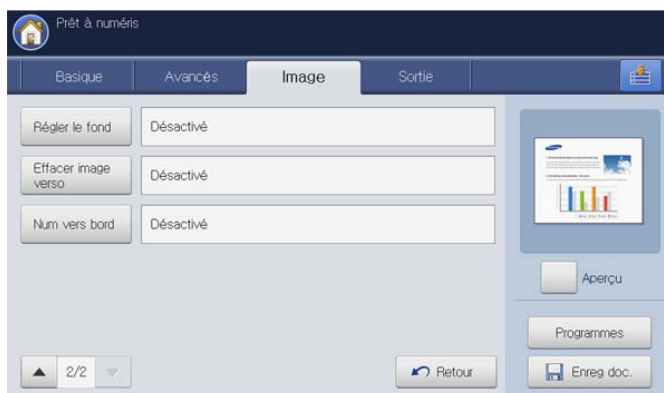 Prêt à numéris
Basique
Avancés
Image
Sortie
Régler le fond
Désactivé
Effacer image
verso
Désactivé
Num vers bord
Désactivé
Aperçu
Programmes
2/2
Retour
Enreg doc.